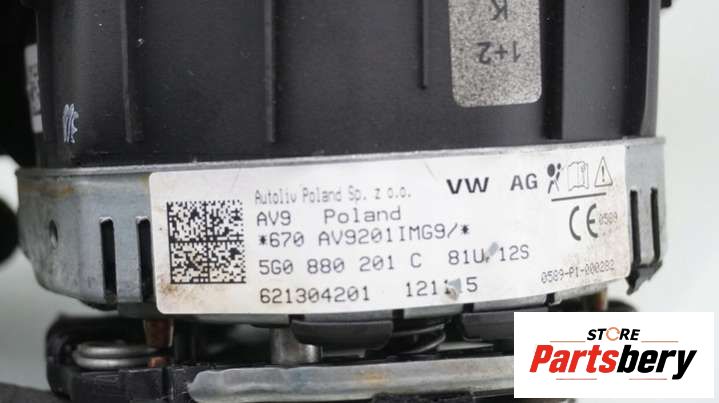 1+2
K
Autoliv Poland Sp. z o.o.
VW AG
AV9 Poland
*670 AV9201IMG9/*
5G0 880 201 C 81U 12S
621304201
CE 0589
0589-P1-000282
STORE
Partsbery